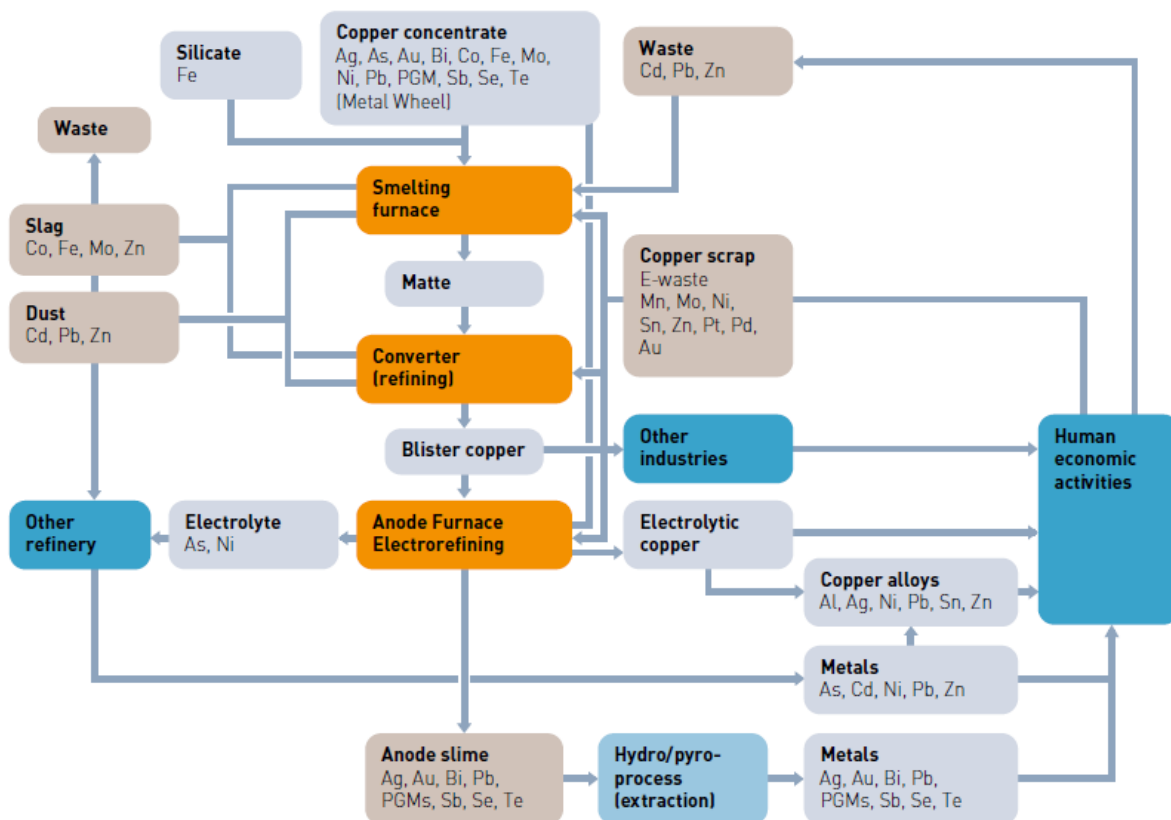 Silicate
Fe
Copper concentrate
Ag, As, Au, Bi, Co, Fe, Mo,
Ni, Pb, PGM, Sb, Se, Te
(Metal Wheel)
Waste
Cd, Pb, Zn
Waste
Smelting
furnace
Slag
Co, Fe, Mo, Zn
Copper scrap
E-waste
Mn, Mo, Ni,
Sn, Zn, Pt, Pd,
Au
Matte
Dust
Cd, Pb, Zn
Converter
(refining)
Blister copper
Other
industries
Human
economic
activities
Other
refinery
Electrolyte
As, Ni
Anode Furnace
Electrorefining
Electrolytic
copper
Copper alloys
Al, Ag, Ni, Pb, Sn, Zn
Metals
As, Cd, Ni, Pb, Zn
Anode slime
Ag, Au, Bi, Pb,
PGMs, Sb, Se, Te
Hydro/pyro-
process
(extraction)
Metals
Ag, Au, Bi, Pb,
PGMs, Sb, Se, Te